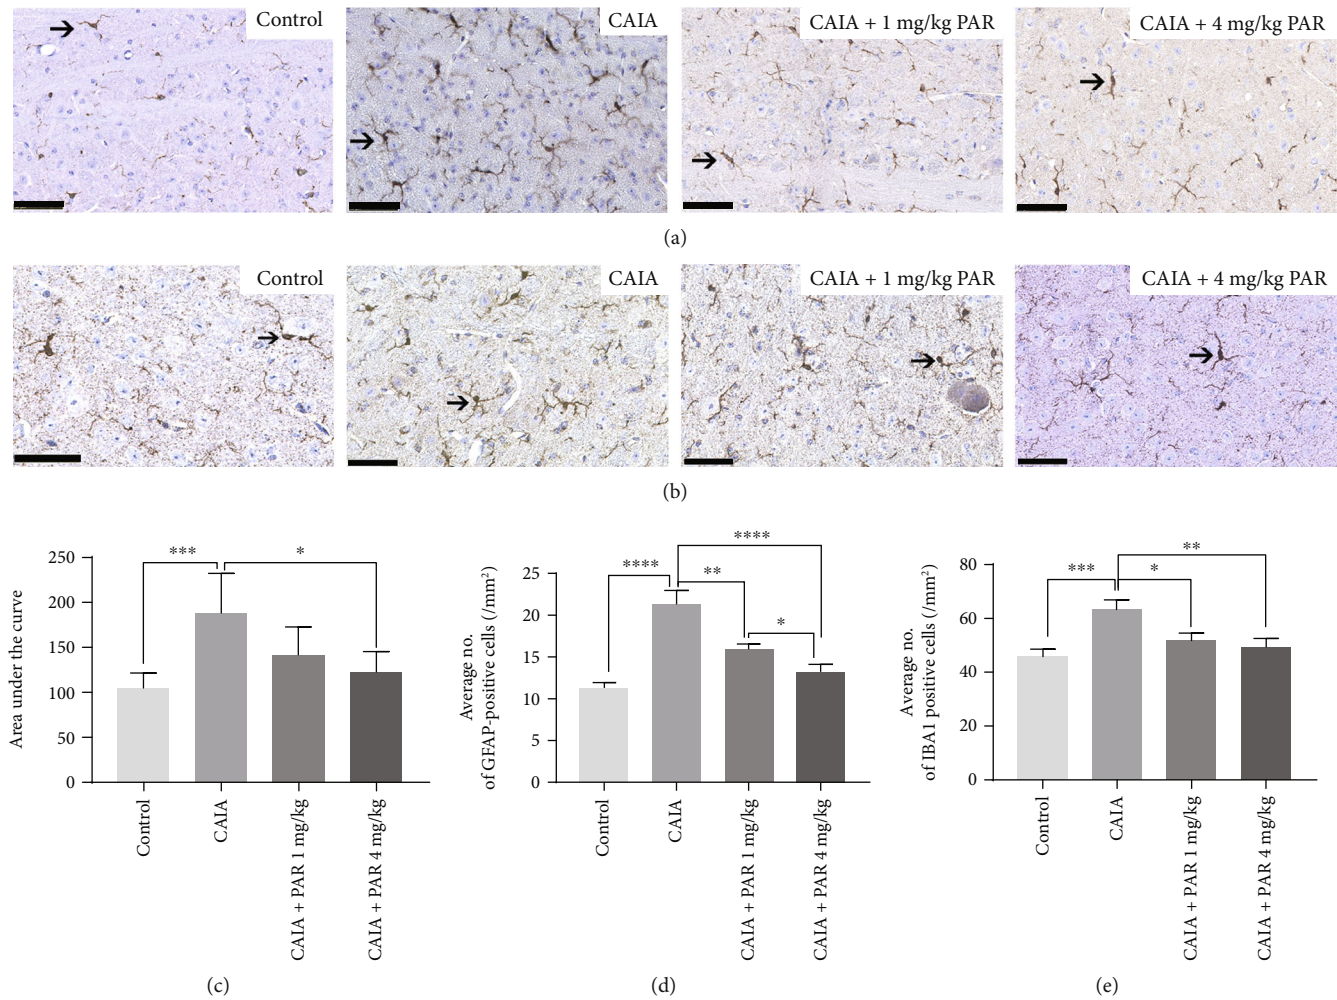 Control
CAIA
CAIA + 1 mg/kg PAR
CAIA + 4 mg/kg PAR
(a)
Control
CAIA
CAIA + 1 mg/kg PAR
CAIA + 4 mg/kg PAR
(b)
Area under the curve
250
200
150
100
50
0
***
*
Control
CAIA
CAIA + PAR 1 mg/kg
CAIA + PAR 4 mg/kg
(c)
Average no.
of GFAP-positive cells (/mm²)
25
20
15
10
5
0
****
**
****
*
Control
CAIA
CAIA + PAR 1 mg/kg
CAIA + PAR 4 mg/kg
(d)
Average no.
of IBA1 positive cells (/mm²)
80
60
40
20
0
***
*
**
Control
CAIA
CAIA + PAR 1 mg/kg
CAIA + PAR 4 mg/kg
(e)